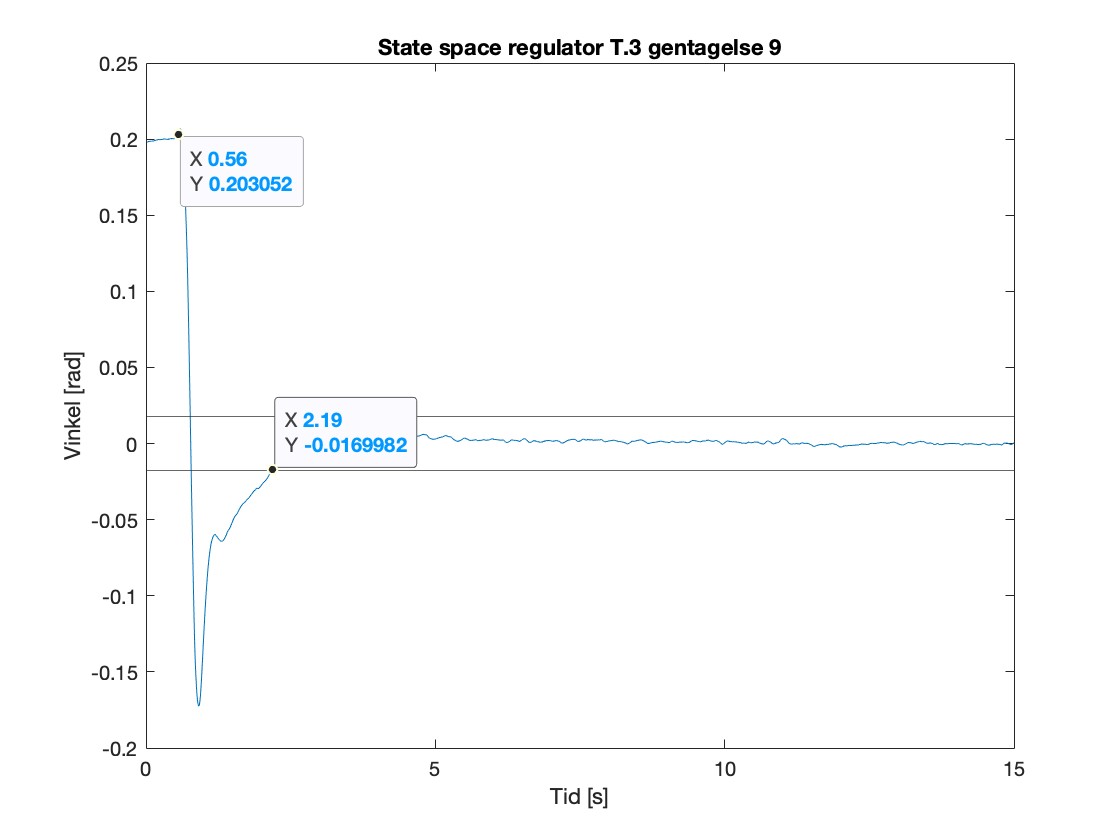 State space regulator T.3 gentagelse 9
0.25
0.2
0.15
0.1
0.05
0
-0.05
-0.1
-0.15
-0.2
Vinkel [rad]
X 0.56
Y 0.203052
X 2.19
Y -0.0169982
0
5
10
15
Tid [s]